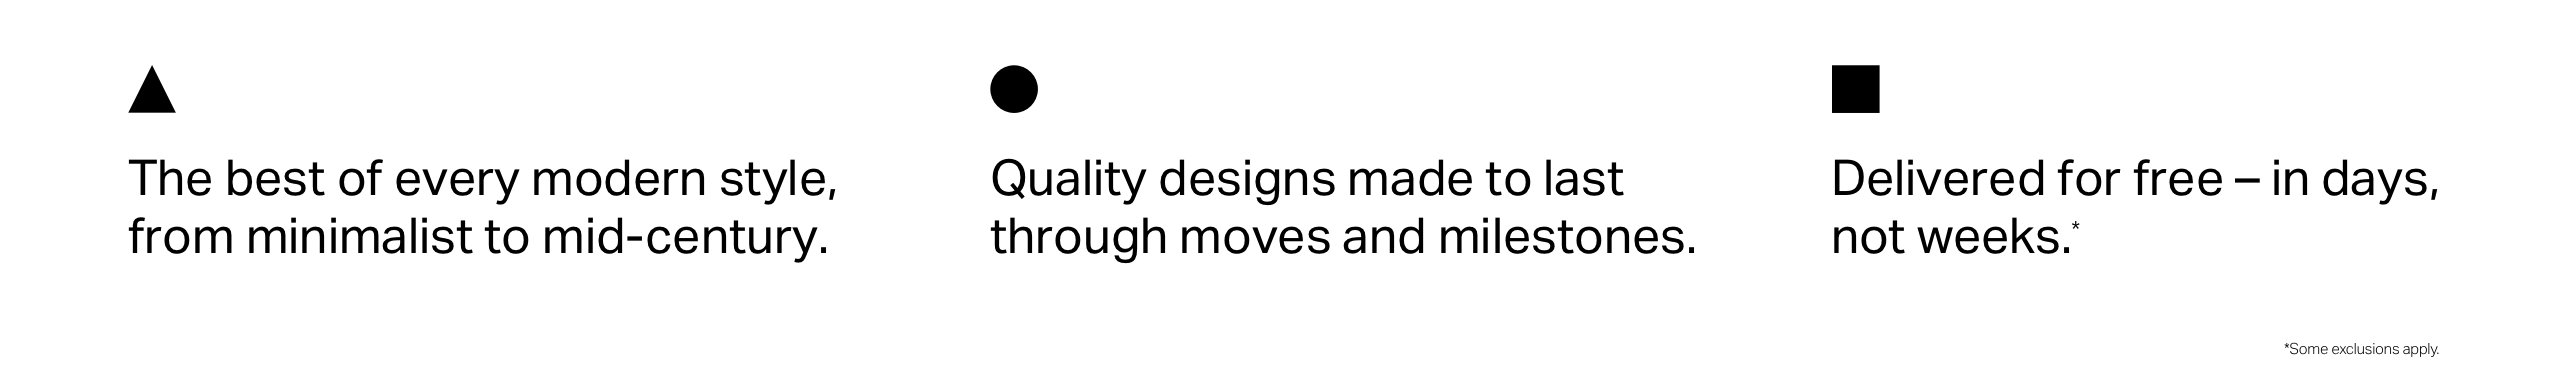 The best of every modern style,
from minimalist to mid-century.
Quality designs made to last
through moves and milestones.
Delivered for free – in days,
not weeks.*
*Some exclusions apply.